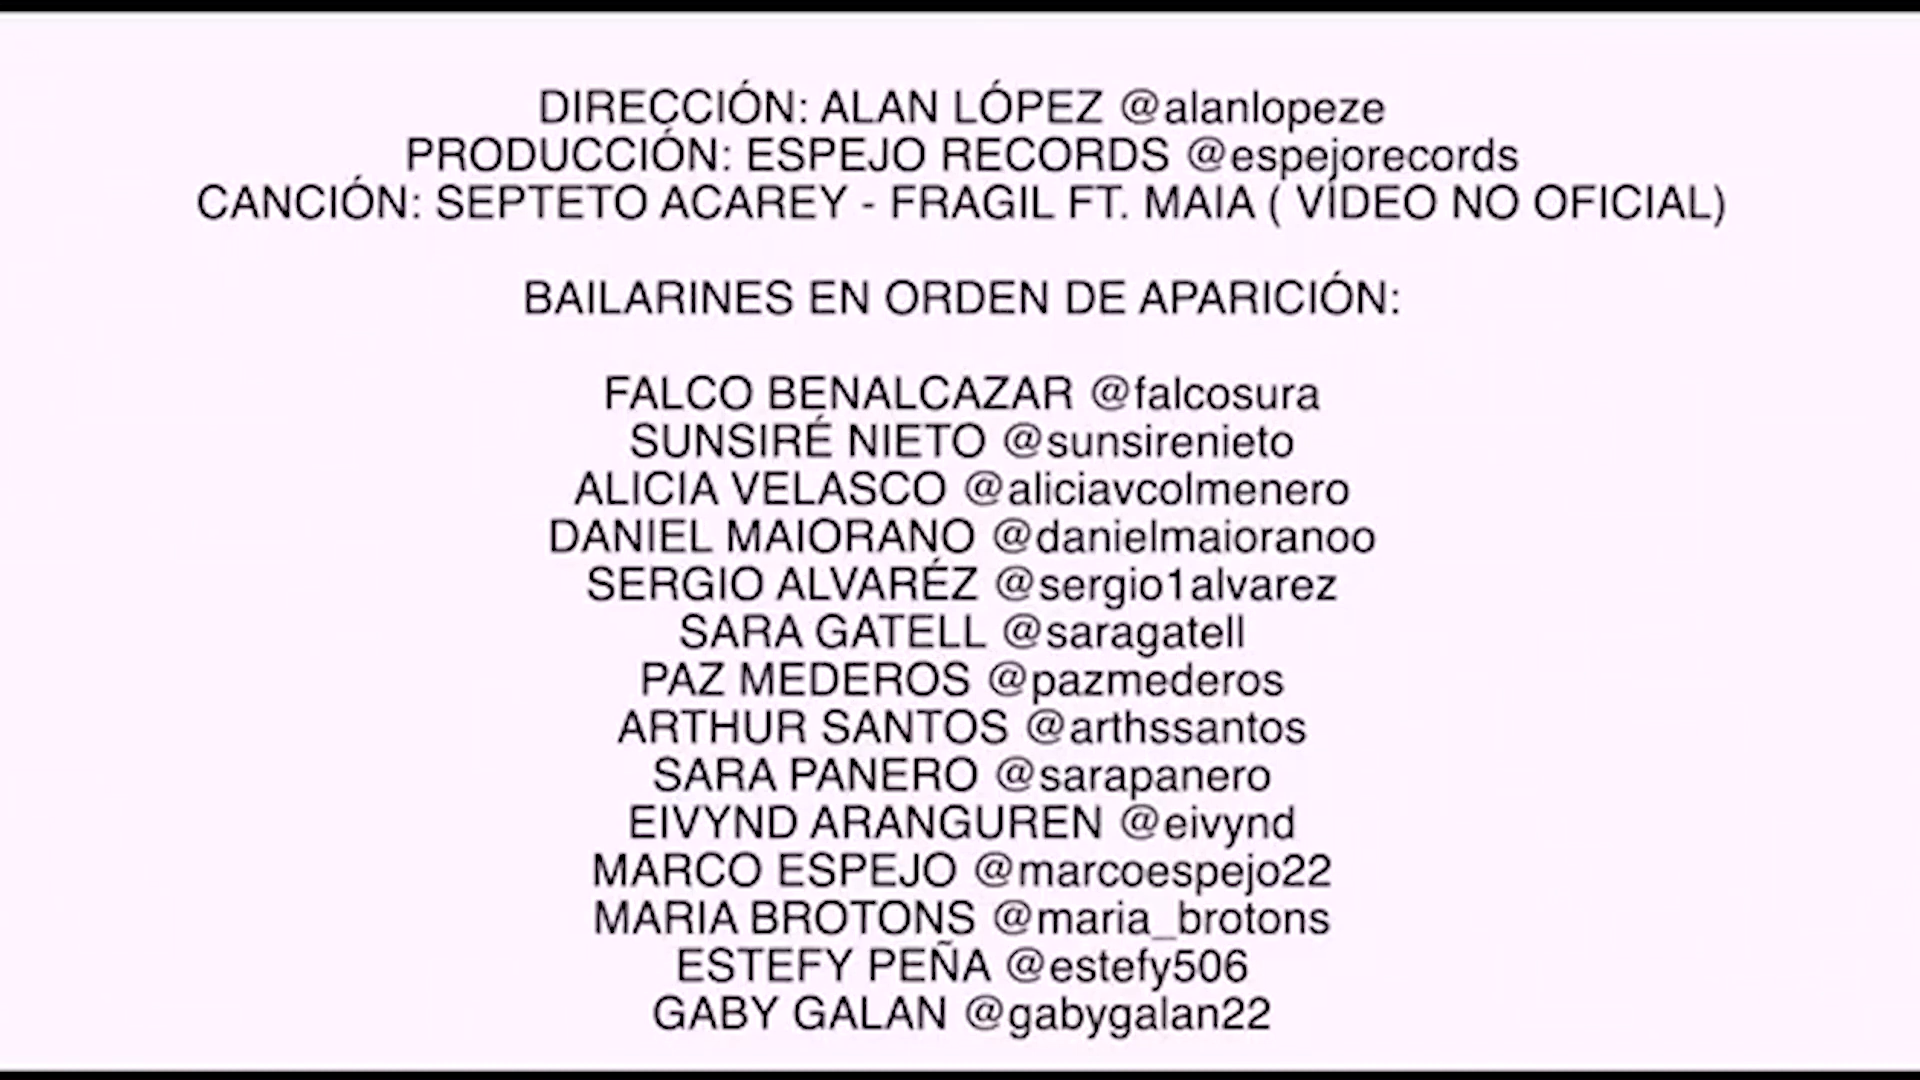 DIRECCIÓN: ALAN LÓPEZ @alanlopeze
PRODUCCIÓN: ESPEJO RECORDS @espejorecords
CANCIÓN: SEPTETO ACAREY - FRAGIL FT. MAIA ( VÍDEO NO OFICIAL)
BAILARINES EN ORDEN DE APARICIÓN:
FALCO BENALCAZAR @falcosura
SUNSIRÉ NIETO @sunsirenieto
ALICIA VELASCO @aliciavcolmenero
DANIEL MAIORANO @danielmaioranoo
SERGIO ALVARÉZ @sergio1alvarez
SARA GATELL @saragatell
PAZ MEDEROS @pazmederos
ARTHUR SANTOS @arthssantos
SARA PANERO @sarapanero
EIVYND ARANGUREN @eivynd
MARCO ESPEJO @marcoespejo22
MARIA BROTONS @maria_brotons
ESTEFY PEÑA @estefy506
GABY GALAN @gabygalan22